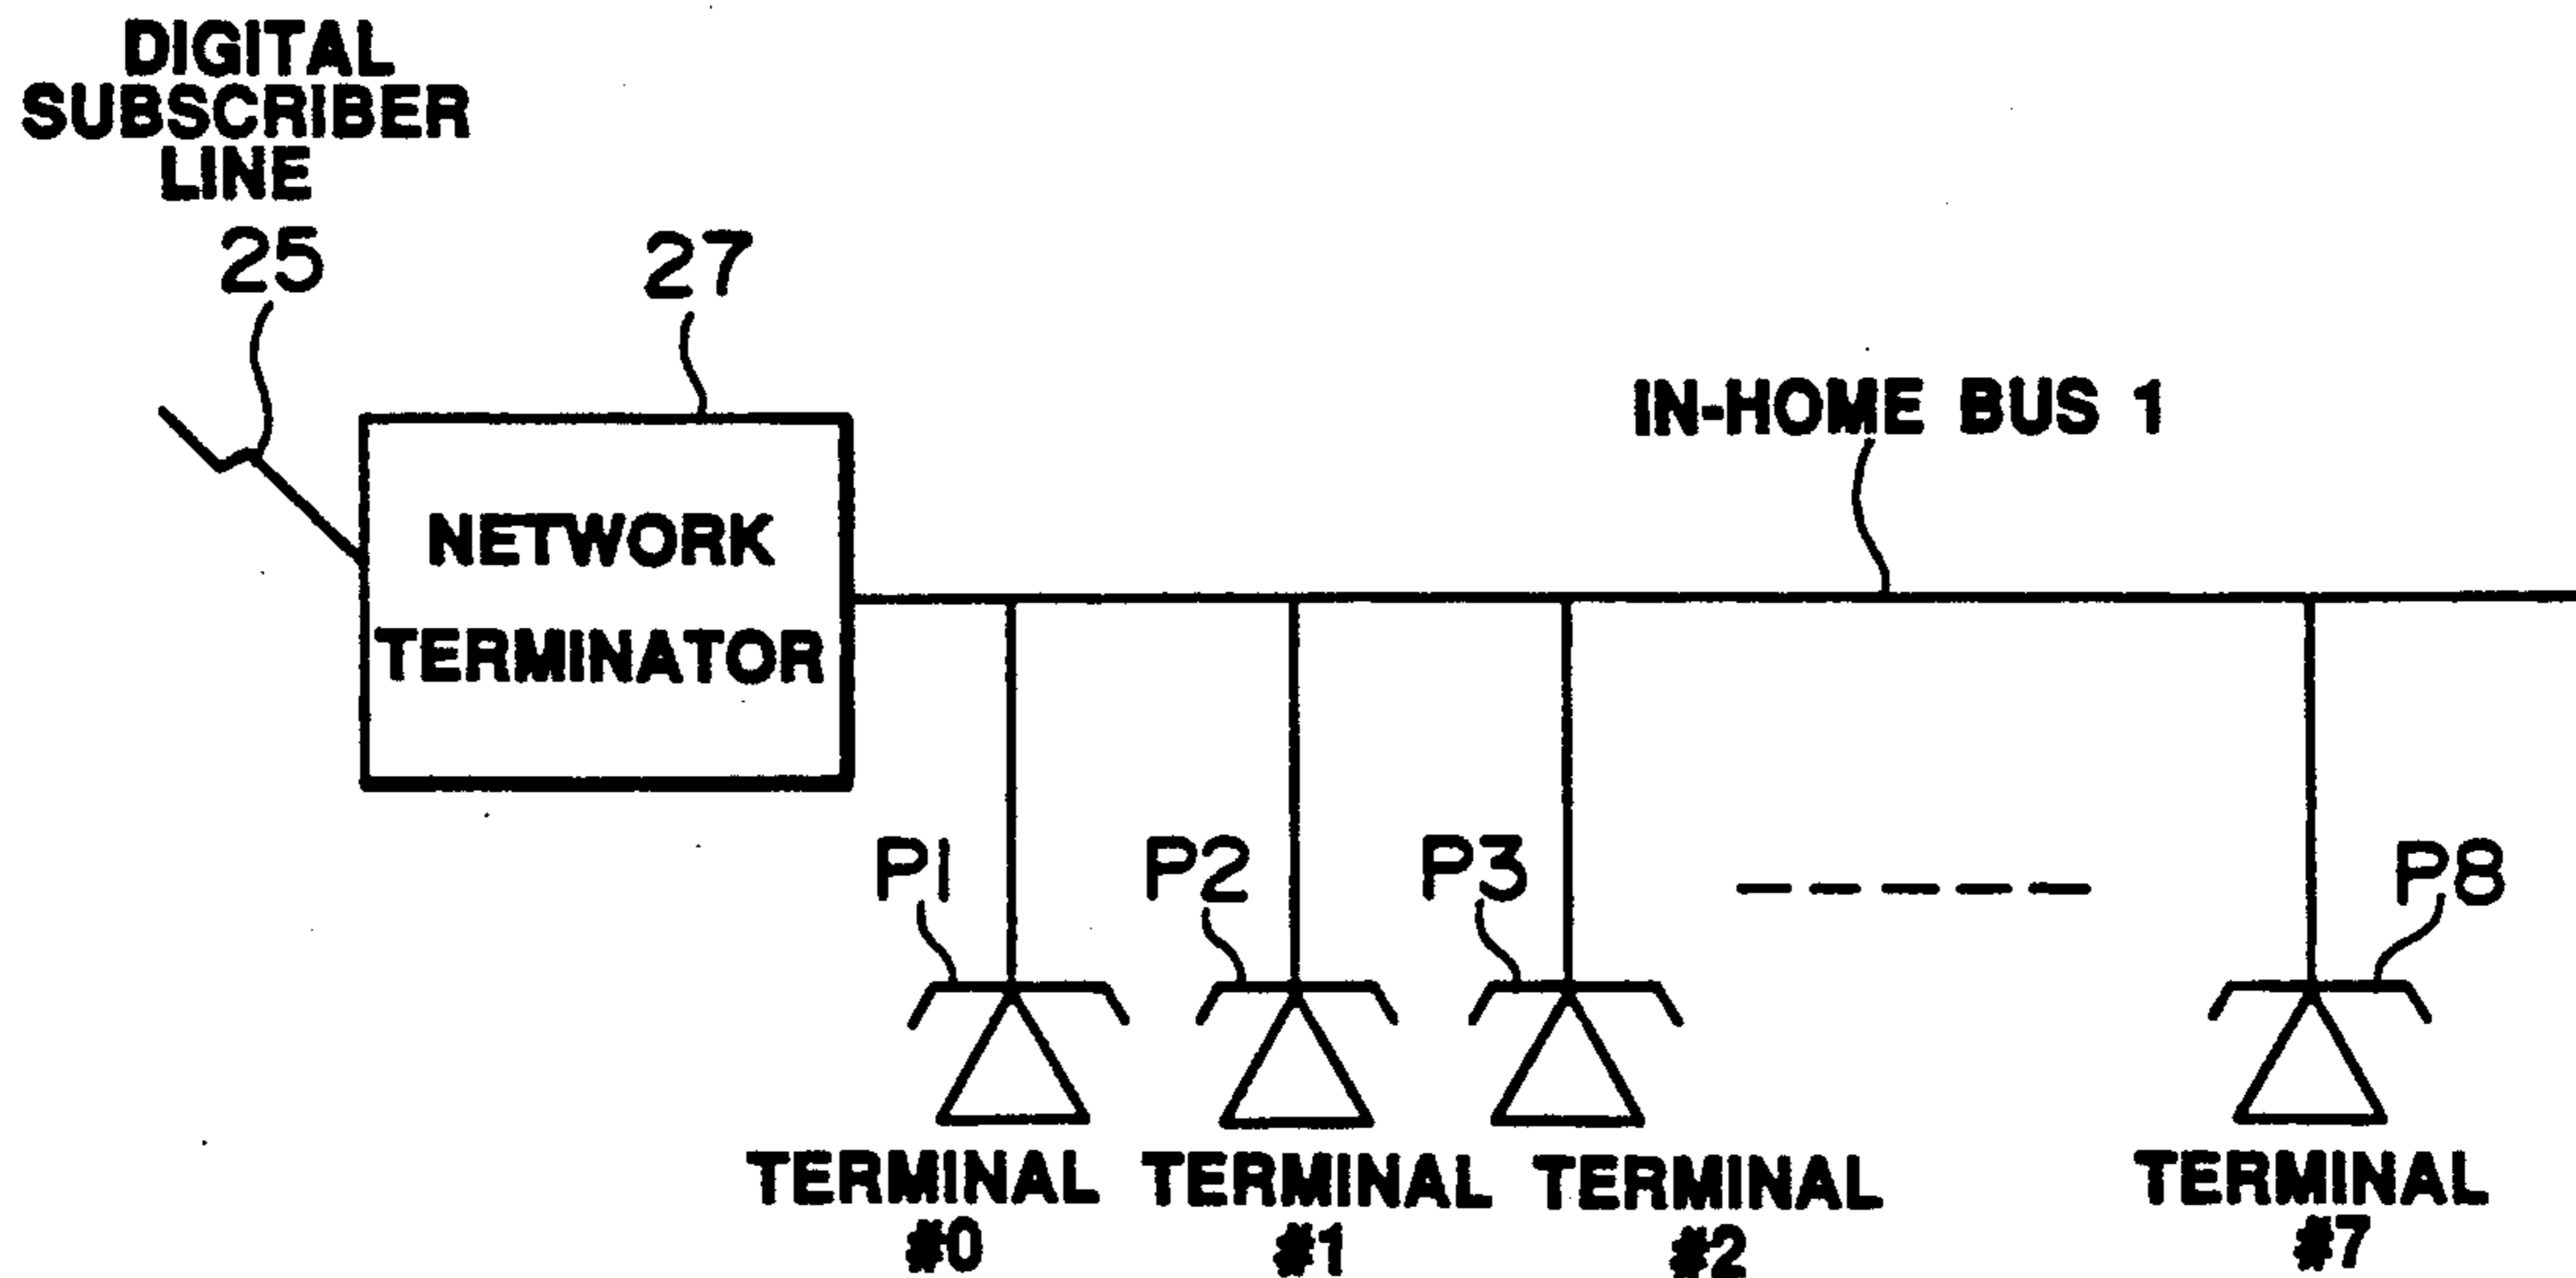 DIGITAL
SUBSCRIBER
LINE
25
27
IN-HOME BUS 1
NETWORK
TERMINATOR
P1
P2
P3
P8
TERMINAL
#0
TERMINAL
#1
TERMINAL
#2
TERMINAL
#7